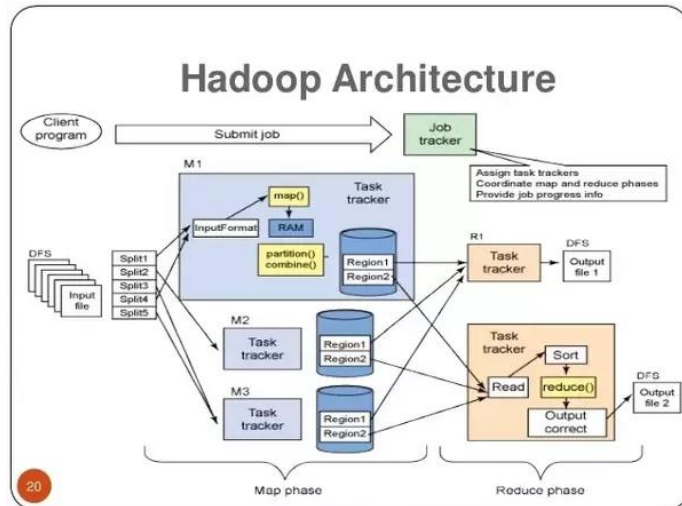 Hadoop Architecture
Client
program
Submit job
Job
tracker
Assign task trackers
Coordinate map and reduce phases
Provide job progress info
M1
Task
tracker
map()
InputFormat
RAM
partition()
combine()
Region1
Region2
DFS
Input
file
Split1
Split2
Split3
Split4
Split5
M2
Task
tracker
Region1
Region2
M3
Task
tracker
Region1
Region2
R1
Task
tracker
DFS
Output
file 1
Task
tracker
Sort
Read
reduce()
Output
correct
DFS
Output
file 2
20
Map phase
Reduce phase